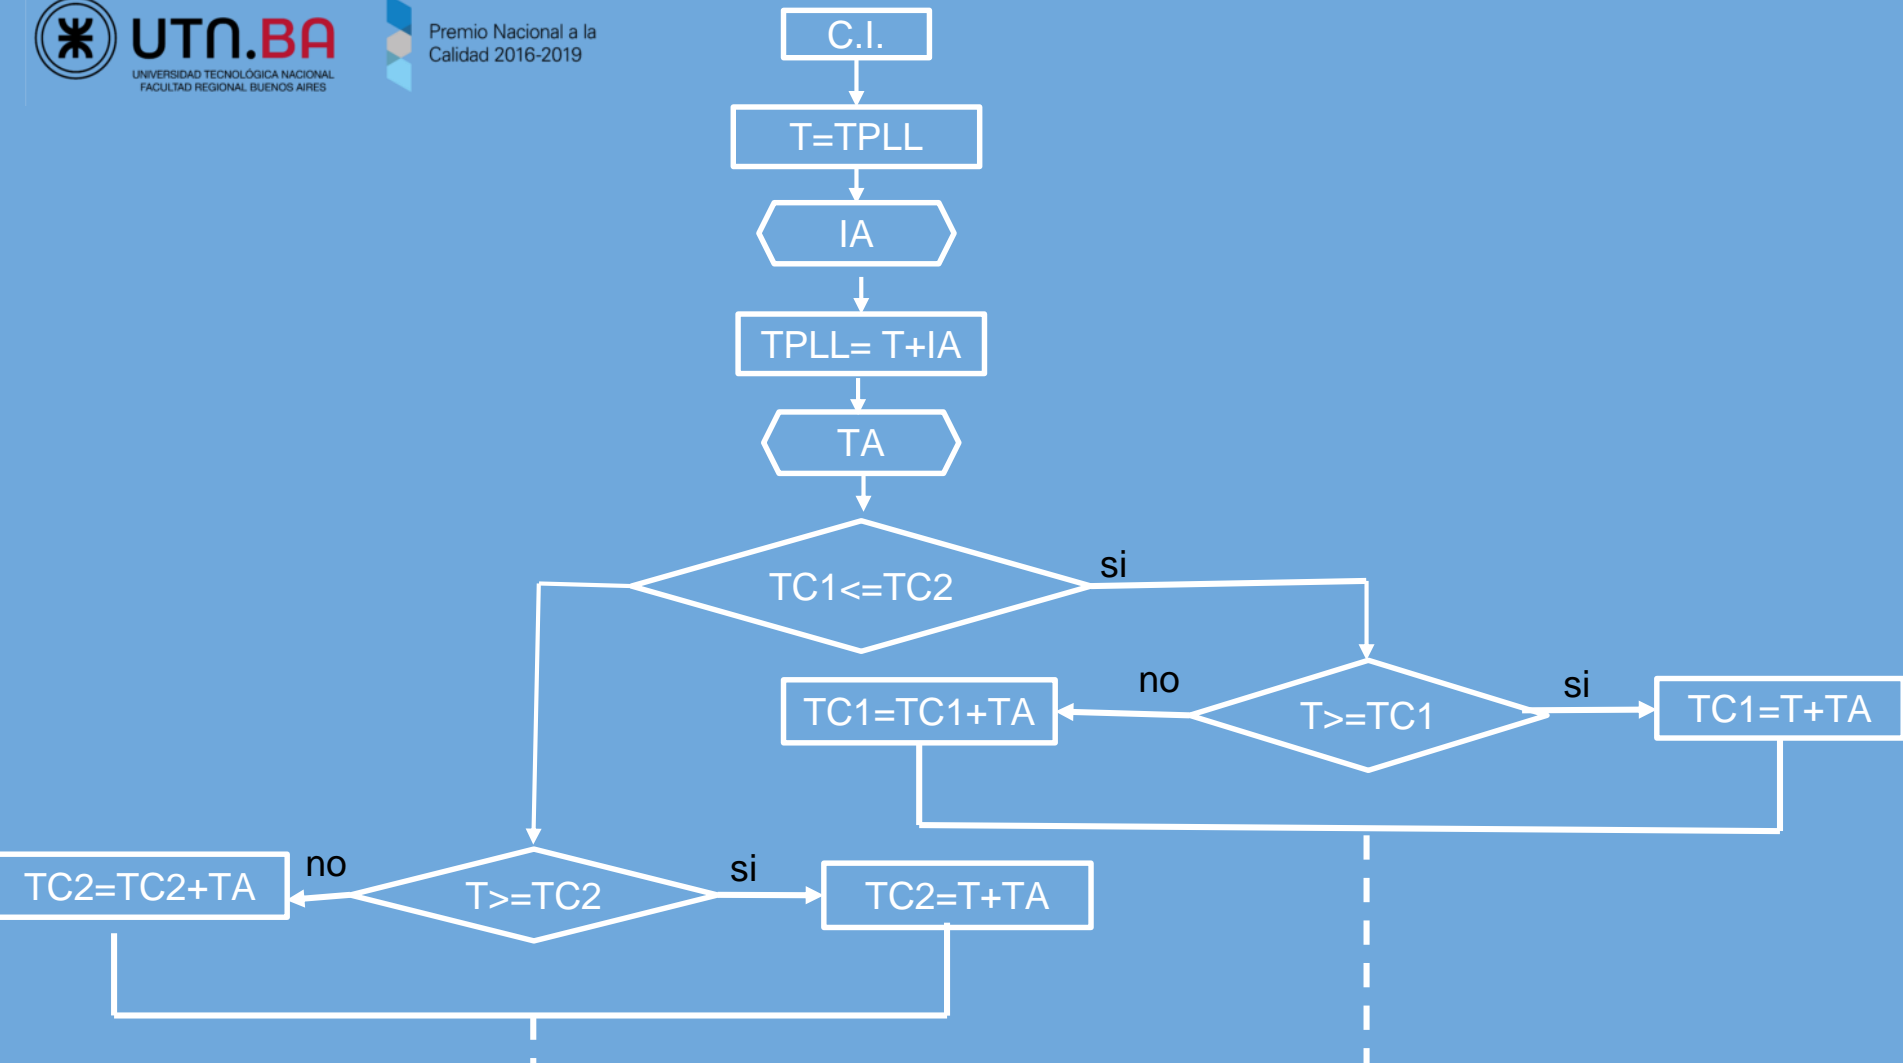 UTN.BA
UNIVERSIDAD TECNOLÓGICA NACIONAL
FACULTAD REGIONAL BUENOS AIRES
Premio Nacional a la
Calidad 2016-2019
C.I.
T=TPLL
IA
TPLL= T+IA
TA
TC1<=TC2
si
T>=TC1
no
si
TC1=TC1+TA
TC1=T+TA
T>=TC2
no
si
TC2=TC2+TA
TC2=T+TA